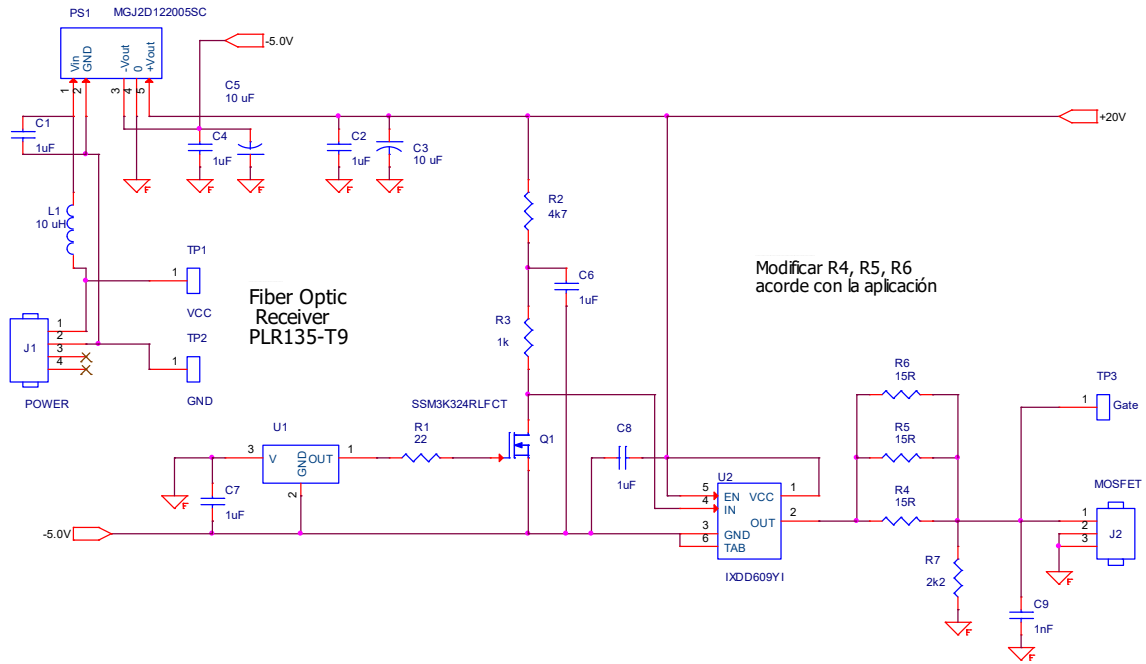 PS1 MGJ2D122005SC
Vin
GND
-Vout
0
+Vout
1
2
3
4
5
-5.0V
C5
10 uF
+20V
C1
1uF
C4
1uF
C2
1uF
C3
10 uF
F
F
F
F
F
R2
4k7
L1
10 uH
TP1
1
VCC
C6
1uF
Modificar R4, R5, R6
acorde con la aplicación
Fiber Optic
Receiver
PLR135-T9
R3
1k
J1
1
2
3
4
POWER
TP2
1
GND
R6
15R
TP3
1
Gate
SSM3K324RLFCT
U1
3
V
GND
OUT
1
2
R1
22
Q1
C8
1uF
R5
15R
F
C7
1uF
U2
5
EN
4
IN
3
GND
6
TAB
VCC
1
OUT
2
IXDD609YI
R4
15R
MOSFET
1
2
3
J2
F
-5.0V
R7
2k2
F
C9
1nF
F